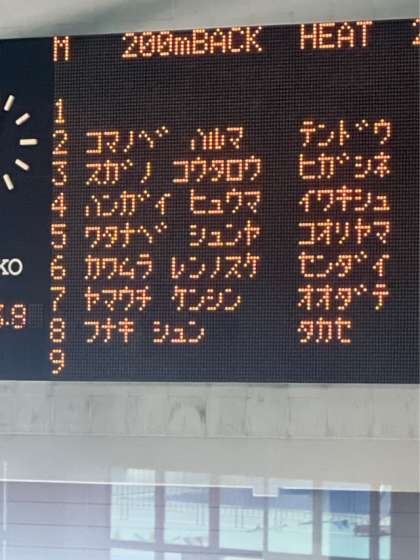 M 200mBACK HEAT 2
1
2 コマノベ ハルマ テンドウ
3 スガノ コウタロウ ヒガシネ
4 ハンガイ ヒュウマ イワキシュ
5 ワタナベ シュンヤ コオリヤマ
6 カワムラ レンノスケ センダイ
7 ヤマウチ ケンシン オオダテ
8 フナキ シュン タカセ
9
KO